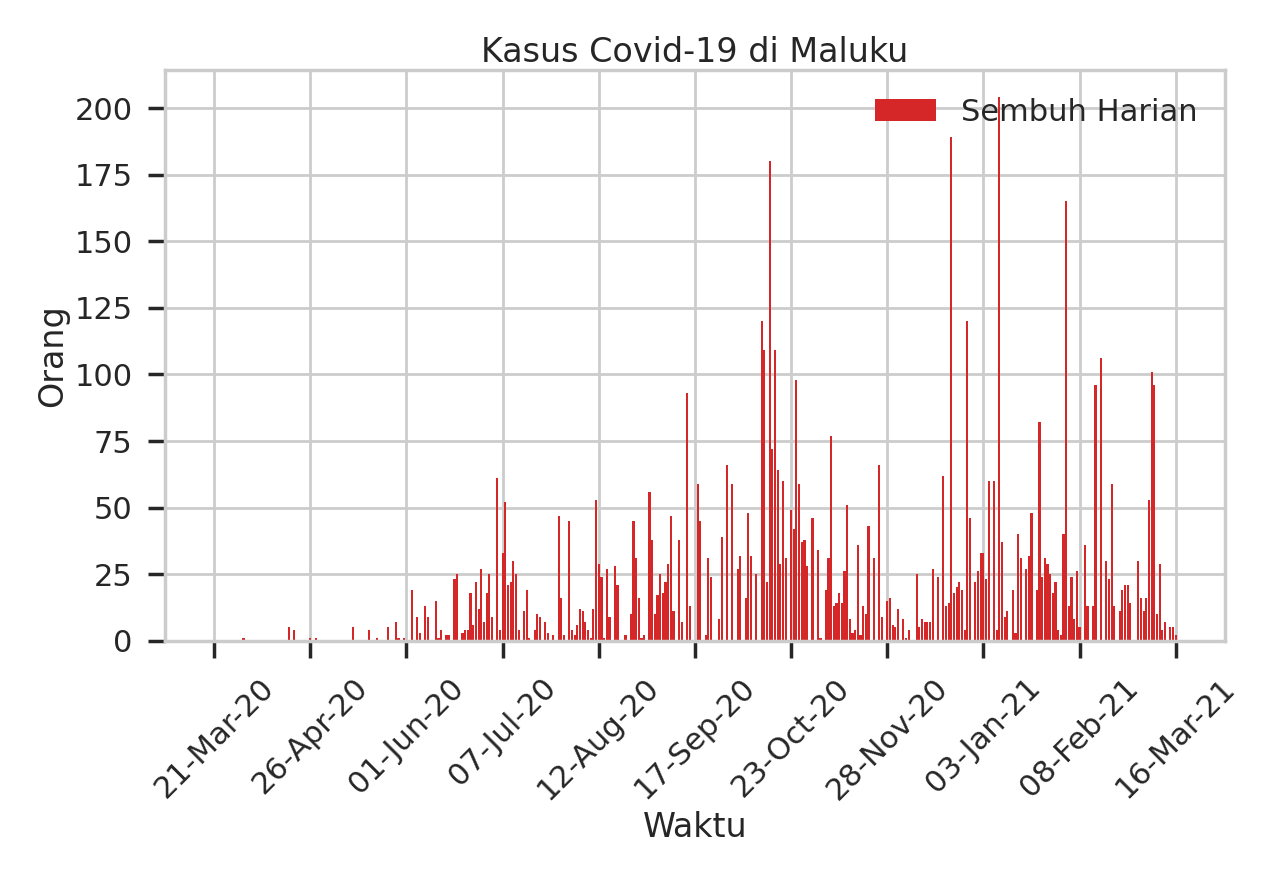 Kasus Covid-19 di Maluku
Sembuh Harian
Orang
200
175
150
125
100
75
50
25
0
21-Mar-20
26-Apr-20
01-Jun-20
07-Jul-20
12-Aug-20
17-Sep-20
23-Oct-20
28-Nov-20
03-Jan-21
08-Feb-21
16-Mar-21
Waktu